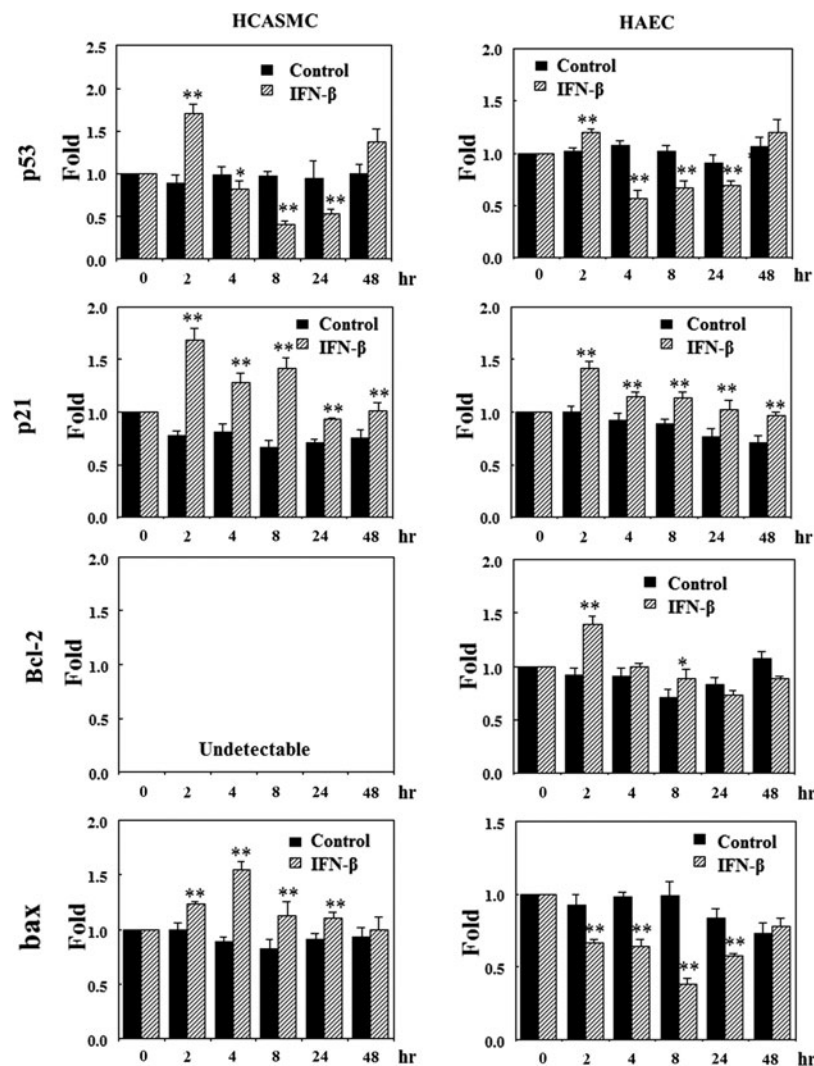 HCASMC HAEC
p53
Fold
2.5
2.0
1.5
1.0
0.5
0.0
Control
IFN-β
**
*
**
**
0 2 4 8 24 48 hr
Fold
2.0
1.5
1.0
0.5
0.0
Control
IFN-β
**
**
**
**
0 2 4 8 24 48 hr
p21
Fold
2.0
1.5
1.0
0.5
0.0
Control
IFN-β
**
**
**
**
**
0 2 4 8 24 48 hr
Fold
2.0
1.5
1.0
0.5
0.0
Control
IFN-β
**
**
**
**
**
0 2 4 8 24 48 hr
Bcl-2
Fold
2.0
1.5
1.0
0.5
0.0
Undetectable
0 2 4 8 24 48 hr
Fold
2.0
1.5
1.0
0.5
0.0
Control
IFN-β
**
*
0 2 4 8 24 48 hr
bax
Fold
2.0
1.5
1.0
0.5
0.0
Control
IFN-β
**
**
**
**
0 2 4 8 24 48 hr
Fold
1.5
1.0
0.5
0.0
Control
IFN-β
**
**
**
**
0 2 4 8 24 48 hr